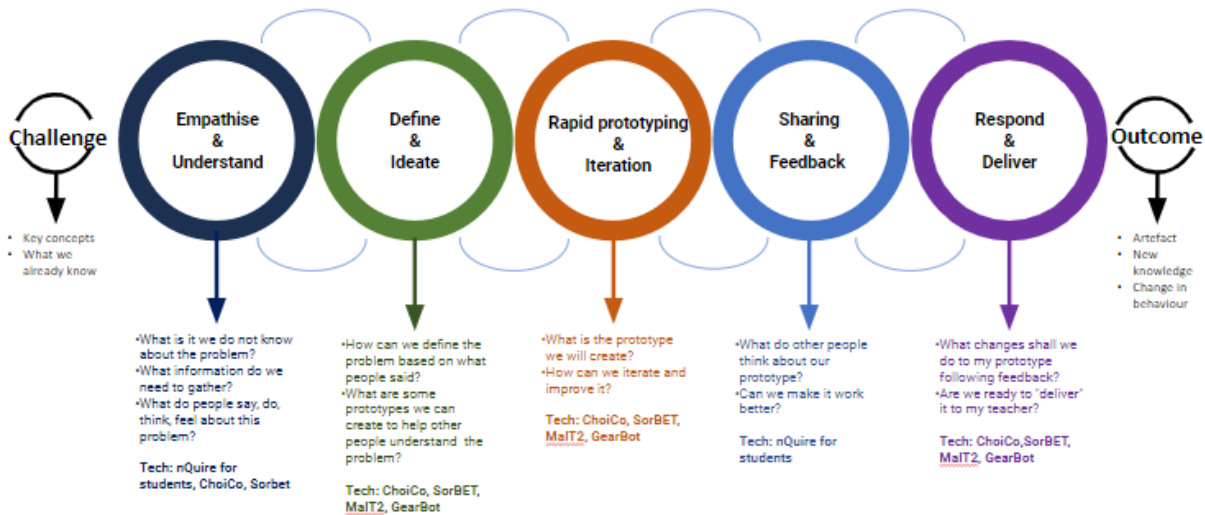 Challenge
• Key concepts
• What we
already know
Empathise
&
Understand
•What is it we do not know
about the problem?
•What information do we
need to gather?
•What do people say, do,
think, feel about this
problem?
Tech: nQuire for
students, ChoiCo, Sorbet
Define
&
Ideate
•How can we define the
problem based on what
people said?
•What are some
prototypes we can
create to help other
people understand the
problem?
Tech: ChoiCo, SorBET,
MaIT2, GearBot
Rapid prototyping
&
Iteration
•What is the prototype
we will create?
•How can we iterate and
improve it?
Tech: ChoiCo, SorBET,
MaIT2, GearBot
Sharing
&
Feedback
•What do other people
think about our
prototype?
•Can we make it work
better?
Tech: nQuire for
students
Respond
&
Deliver
•What changes shall we
do to my prototype
following feedback?
•Are we ready to "deliver"
it to my teacher?
Tech: ChoiCo,SorBET,
MaIT2, GearBot
Outcome
• Artefact
• New
knowledge
• Change in
behaviour